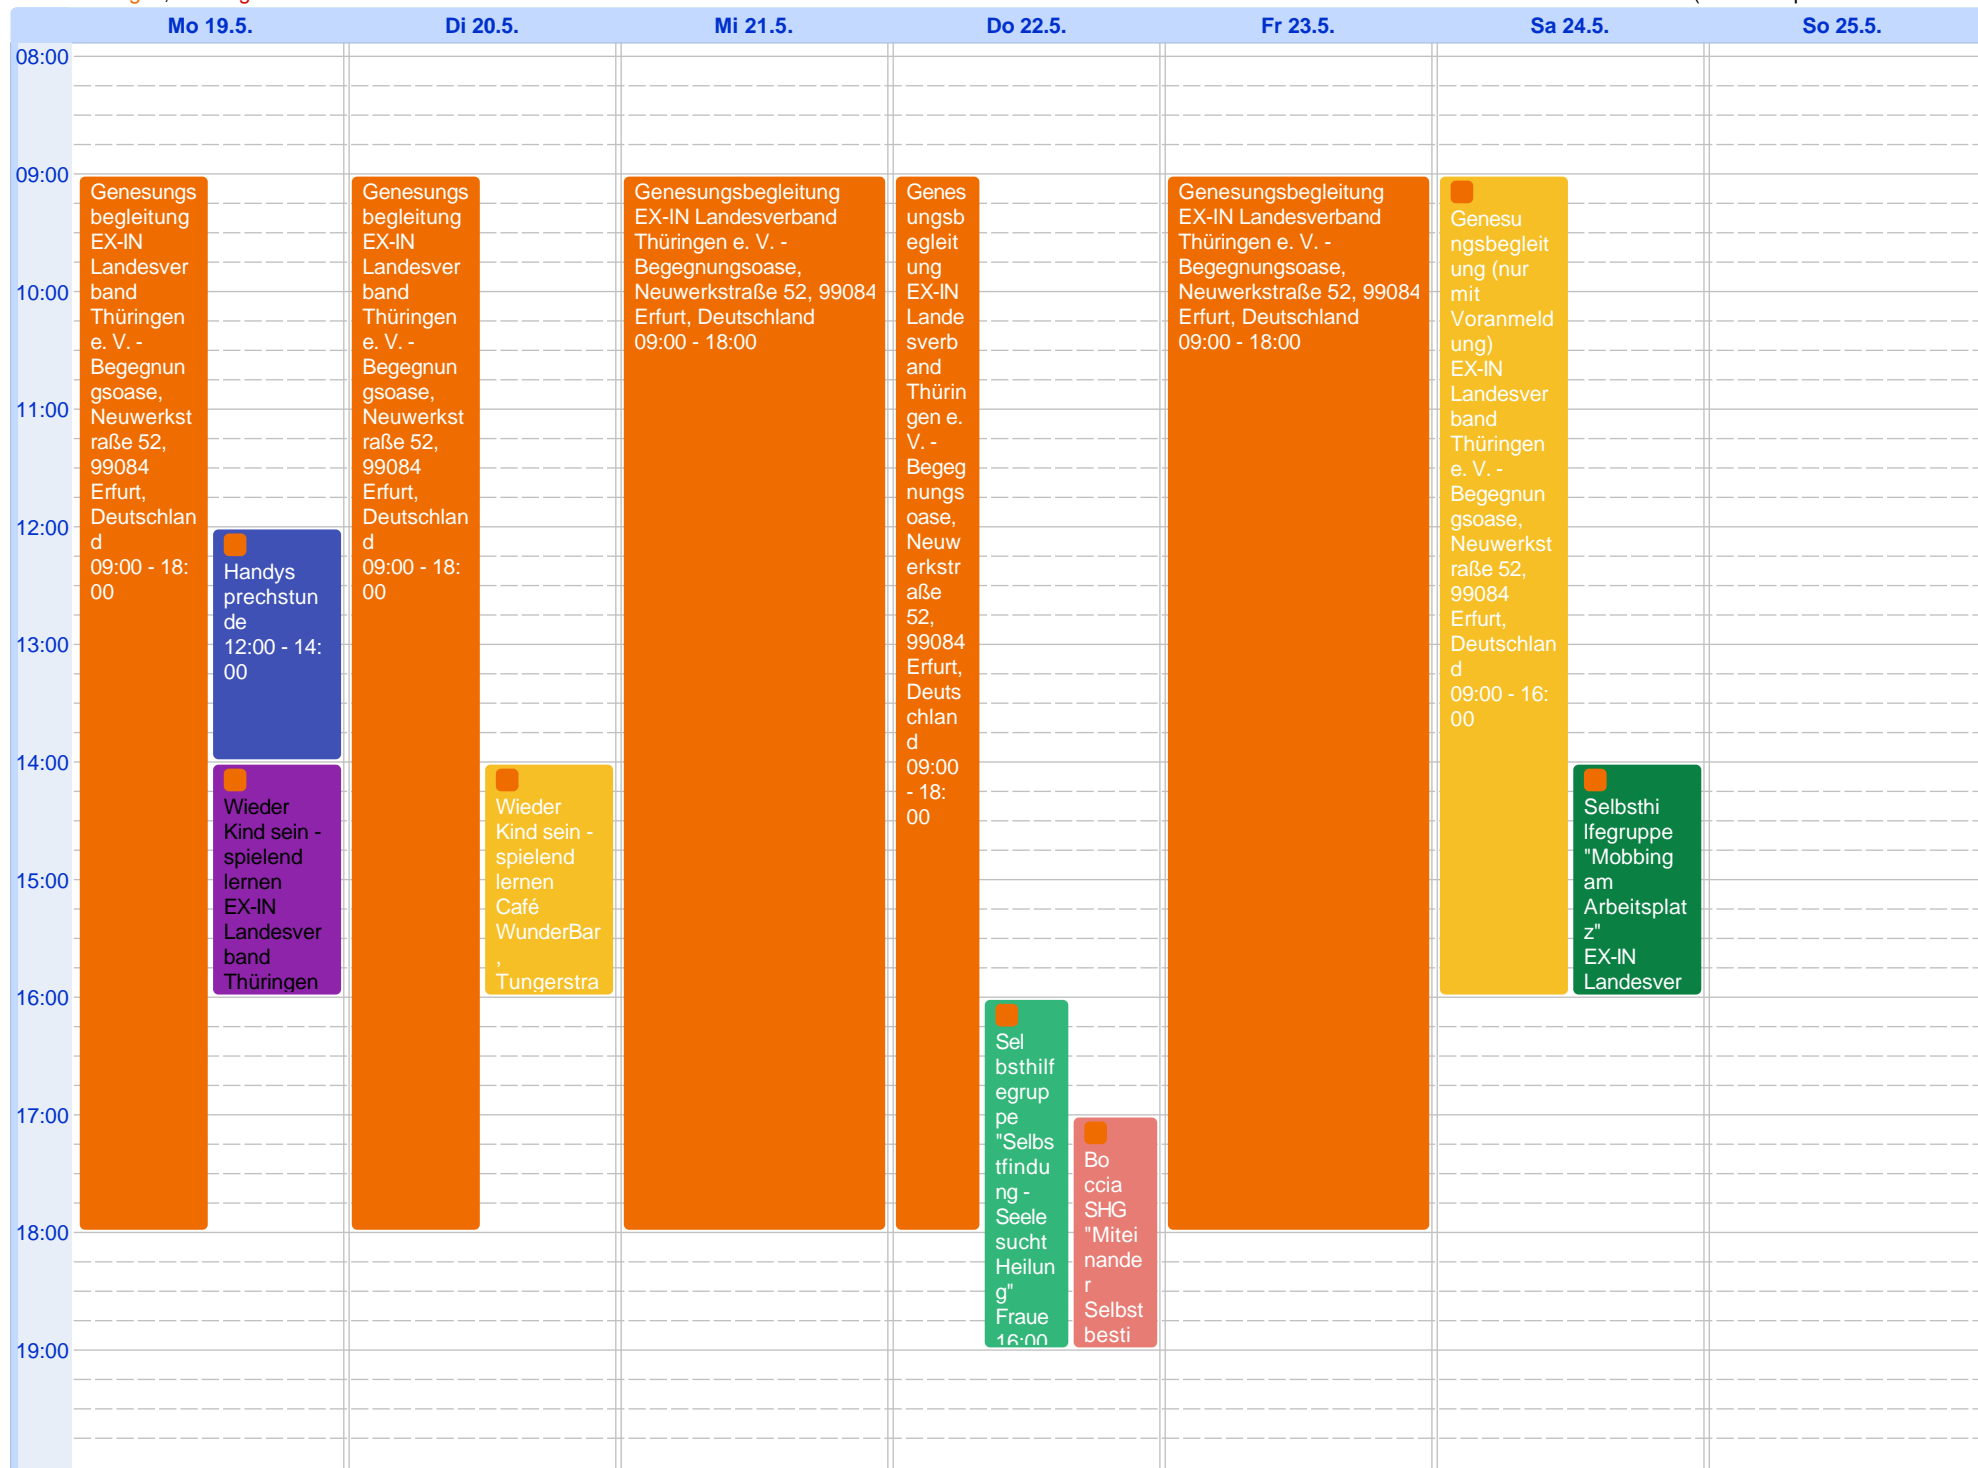 Mo 19.5.
Di 20.5.
Mi 21.5.
Do 22.5.
Fr 23.5.
Sa 24.5.
So 25.5.
08:00
09:00
10:00
11:00
12:00
13:00
14:00
15:00
16:00
17:00
18:00
19:00
Genesungs
begleitung
EX-IN
Landesver
band
Thüringen
e. V. -
Begegnun
gsoase,
Neuwerkst
raße 52,
99084
Erfurt,
Deutschlan
d
09:00 - 18:
00
Handys
prechstun
de
12:00 - 14:
00
Wieder
Kind sein -
spielend
lernen
EX-IN
Landesver
band
Thüringen
Genesungs
begleitung
EX-IN
Landesver
band
Thüringen
e. V. -
Begegnun
gsoase,
Neuwerkst
raße 52,
99084
Erfurt,
Deutschlan
d
09:00 - 18:
00
Wieder
Kind sein -
spielend
lernen
Café
WunderBar
,
Tungerstra
Genesungsbegleitung
EX-IN Landesverband
Thüringen e. V. -
Begegnungsoase,
Neuwerkstraße 52, 99084
Erfurt, Deutschland
09:00 - 18:00
Genes
ungsb
egleit
ung
EX-IN
Lande
sverb
and
Thürin
gen e.
V. -
Begeg
nungs
oase,
Neuw
erkstr
aße
52,
99084
Erfurt,
Deuts
chlan
d
09:00
- 18:
00
Sel
bsthilf
egrup
pe
"Selbs
tfindu
ng -
Seele
sucht
Heilun
g"
Fraue
16:00
Bo
ccia
SHG
"Mitei
nande
r
Selbst
besti
Genesungsbegleitung
EX-IN Landesverband
Thüringen e. V. -
Begegnungsoase,
Neuwerkstraße 52, 99084
Erfurt, Deutschland
09:00 - 18:00
Genesu
ngsbegleit
ung (nur
mit
Voranmeld
ung)
EX-IN
Landesver
band
Thüringen
e. V. -
Begegnun
gsoase,
Neuwerkst
raße 52,
99084
Erfurt,
Deutschlan
d
09:00 - 16:
00
Selbsthi
lfegruppe
"Mobbing
am
Arbeitsplat
z"
EX-IN
Landesver